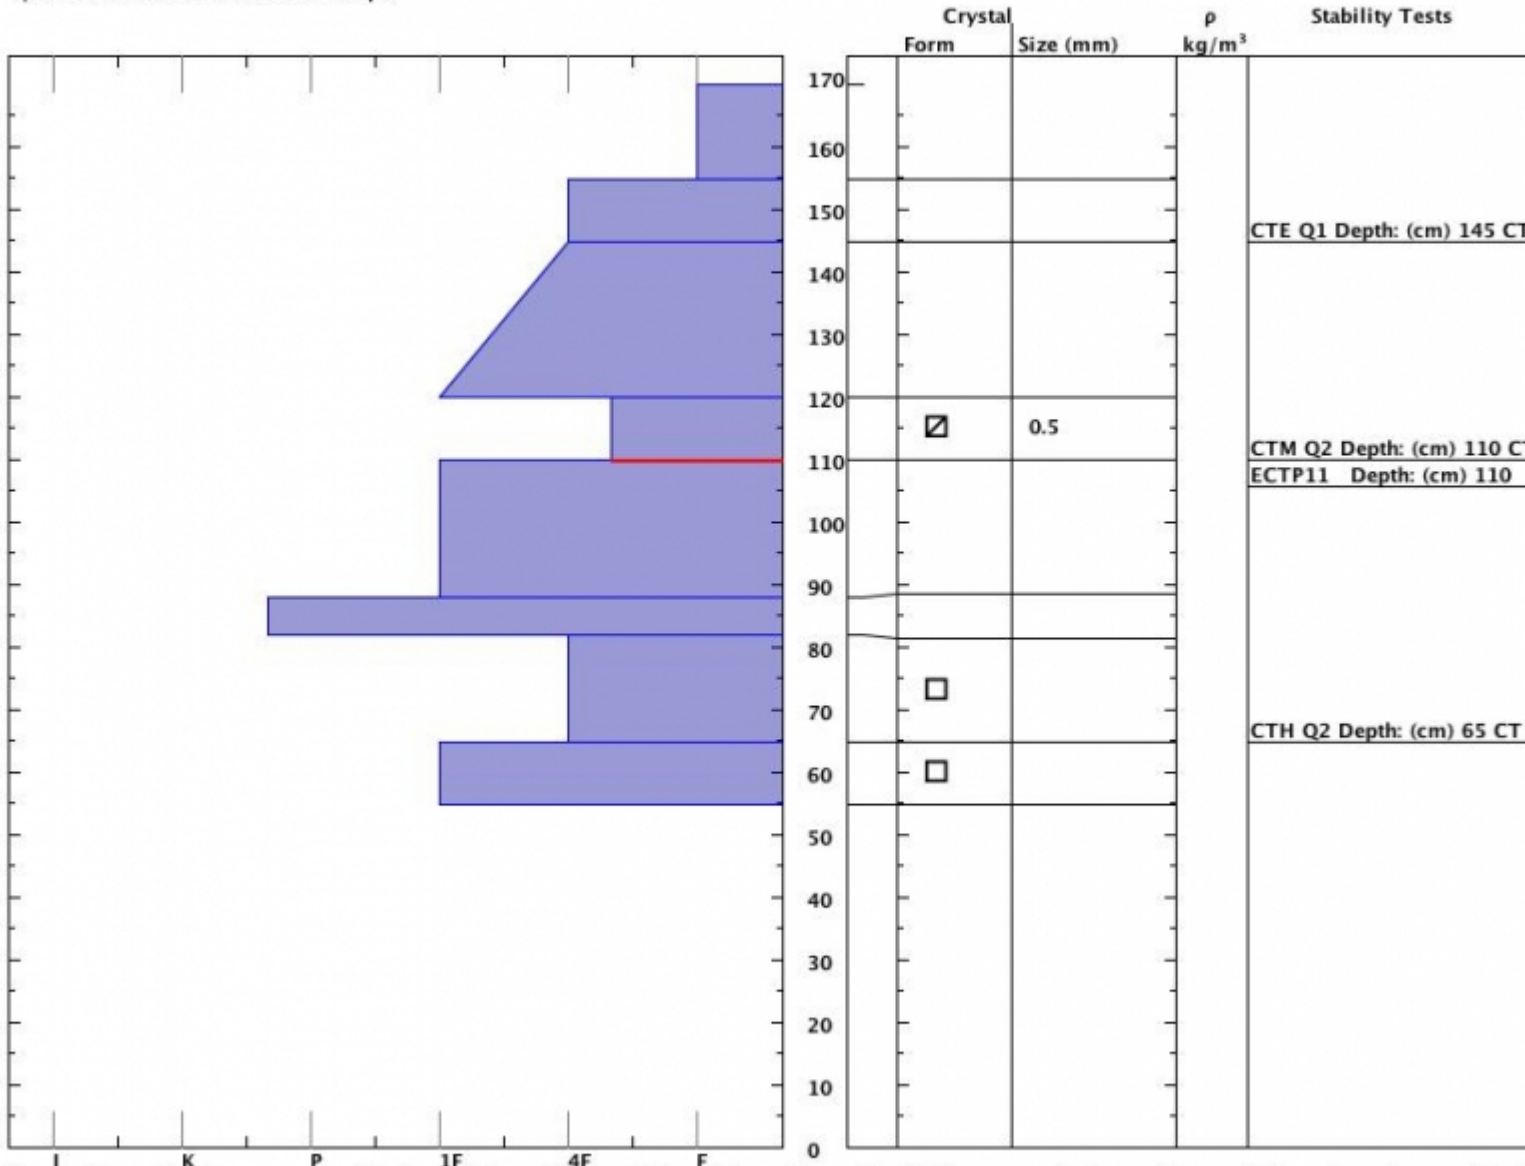 Crystal ρ Stability Tests
Form Size (mm) kg/m³
170
160
150
CTE Q1 Depth: (cm) 145 CT
140
130
120
0.5
CTM Q2 Depth: (cm) 110 CT
110
ECTP11 Depth: (cm) 110
100
90
80
70
CTH Q2 Depth: (cm) 65 CT
60
50
40
30
20
10
0
I K P 1F 4F F